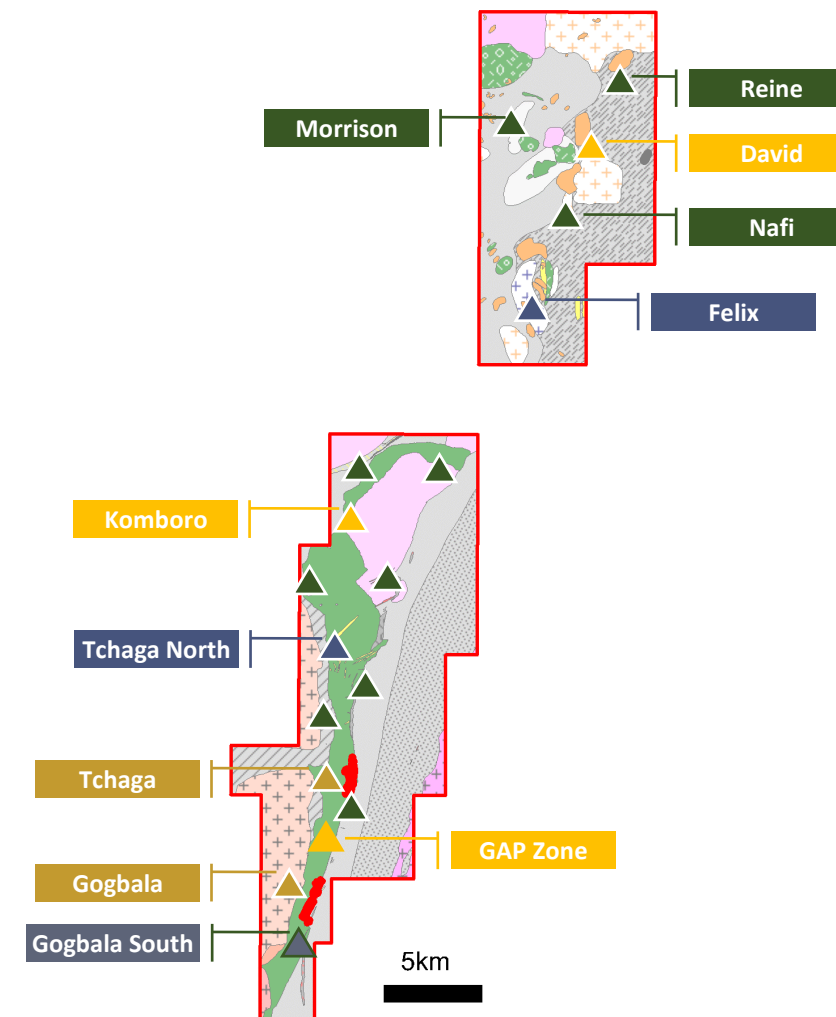 Reine
Morrison
David
Nafi
Felix
Komboro
Tchaga North
Tchaga
GAP Zone
Gogbala
Gogbala South
5km